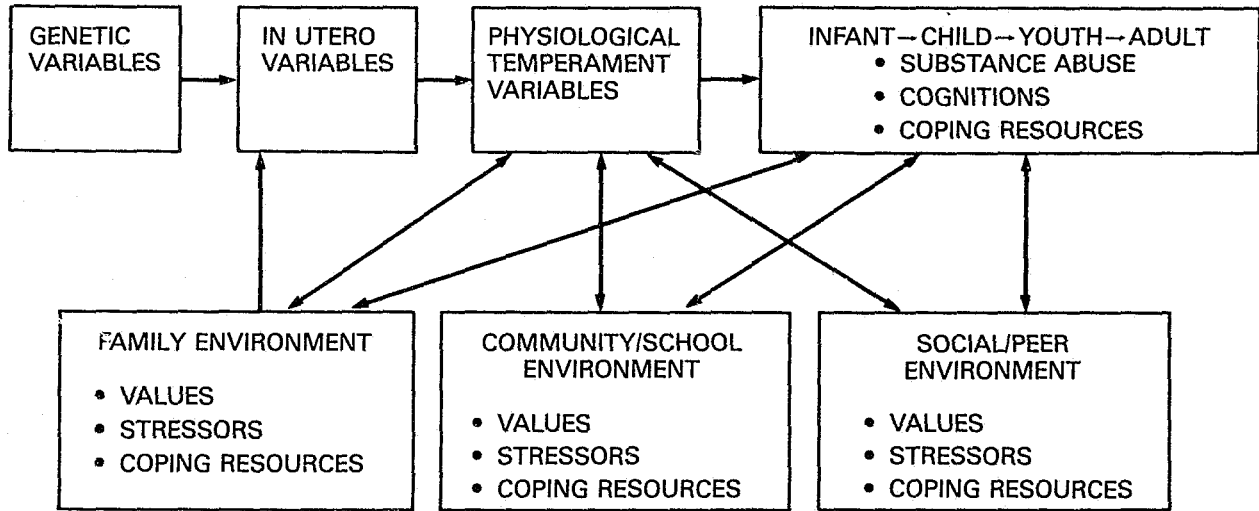 GENETIC
VARIABLES
IN UTERO
VARIABLES
PHYSIOLOGICAL
TEMPERAMENT
VARIABLES
INFANT→CHILD→YOUTH→ADULT
• SUBSTANCE ABUSE
• COGNITIONS
• COPING RESOURCES
FAMILY ENVIRONMENT
• VALUES
• STRESSORS
• COPING RESOURCES
COMMUNITY/SCHOOL
ENVIRONMENT
• VALUES
• STRESSORS
• COPING RESOURCES
SOCIAL/PEER
ENVIRONMENT
• VALUES
• STRESSORS
• COPING RESOURCES